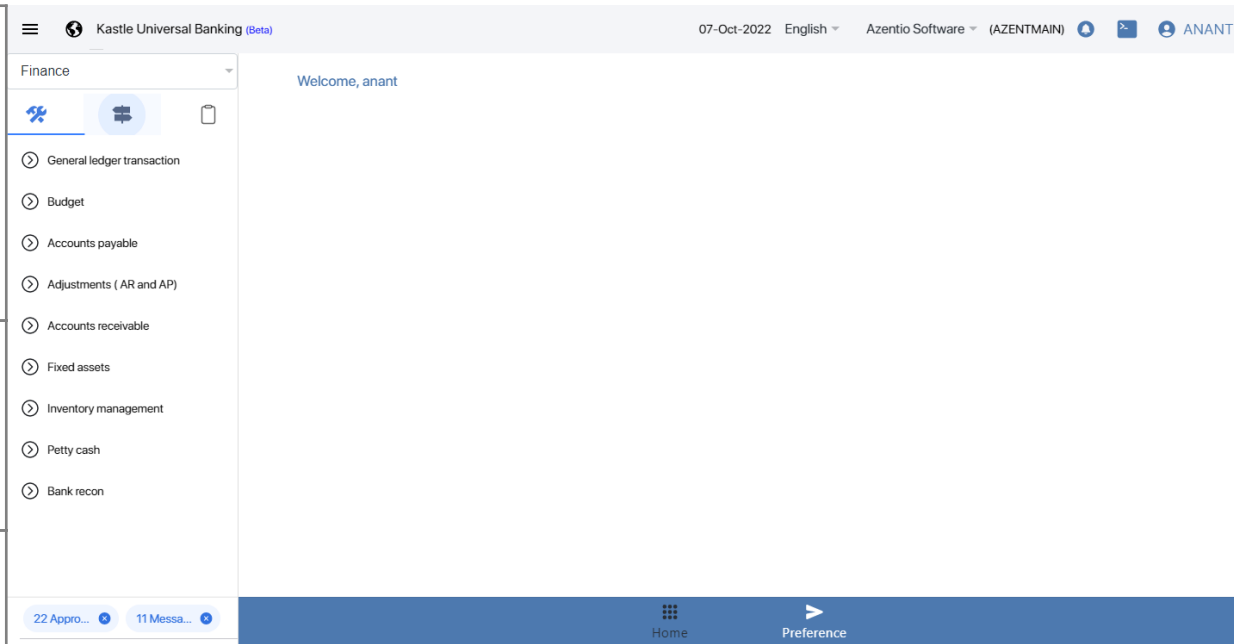 Kastle Universal Banking (Beta) 07-Oct-2022 English Azentio Software (AZENTMAIN) ANANT
Finance
Welcome, anant
General ledger transaction
Budget
Accounts payable
Adjustments ( AR and AP)
Accounts receivable
Fixed assets
Inventory management
Petty cash
Bank recon
22 Appro... 11 Messa...
Home Preference